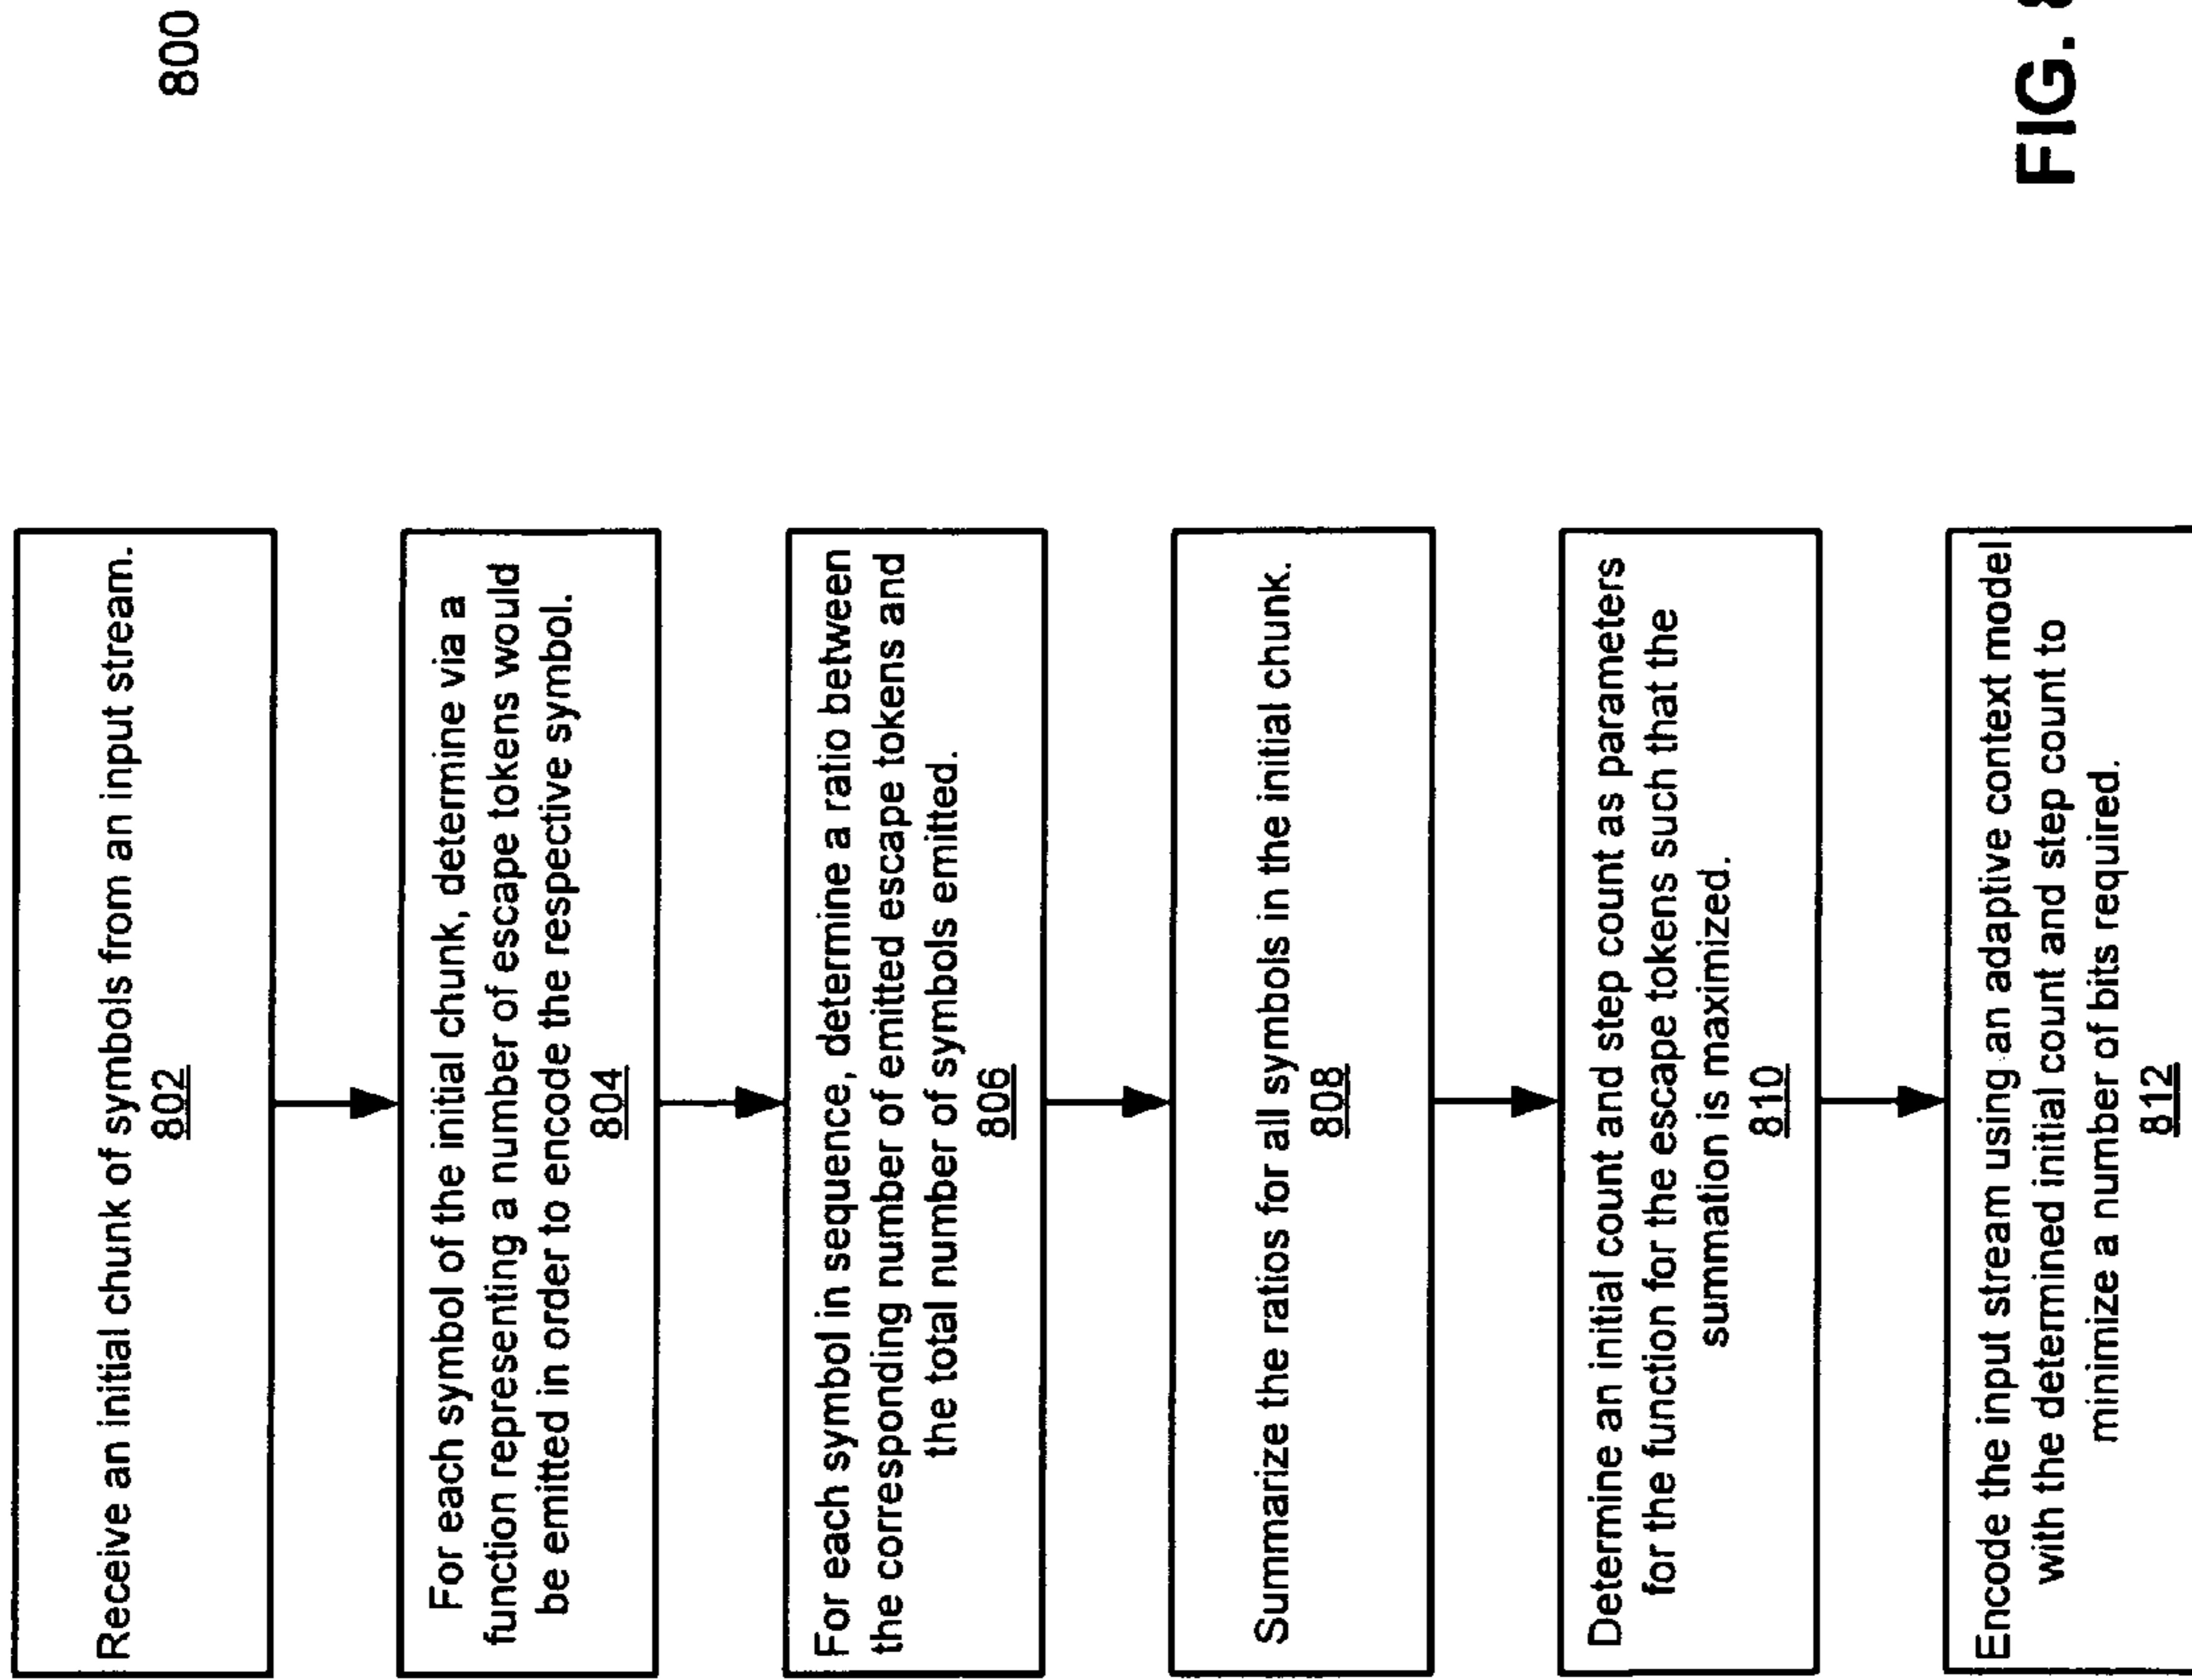 800
Receive an initial chunk of symbols from an input stream.
802
For each symbol of the initial chunk, determine via a
function representing a number of escape tokens would
be emitted in order to encode the respective symbol.
804
For each symbol in sequence, determine a ratio between
the corresponding number of emitted escape tokens and
the total number of symbols emitted.
806
Summarize the ratios for all symbols in the initial chunk.
808
Determine an initial count and step count as parameters
for the function for the escape tokens such that the
summation is maximized.
810
Encode the input stream using an adaptive context model
with the determined initial count and step count to
minimize a number of bits required.
812
FIG. 8